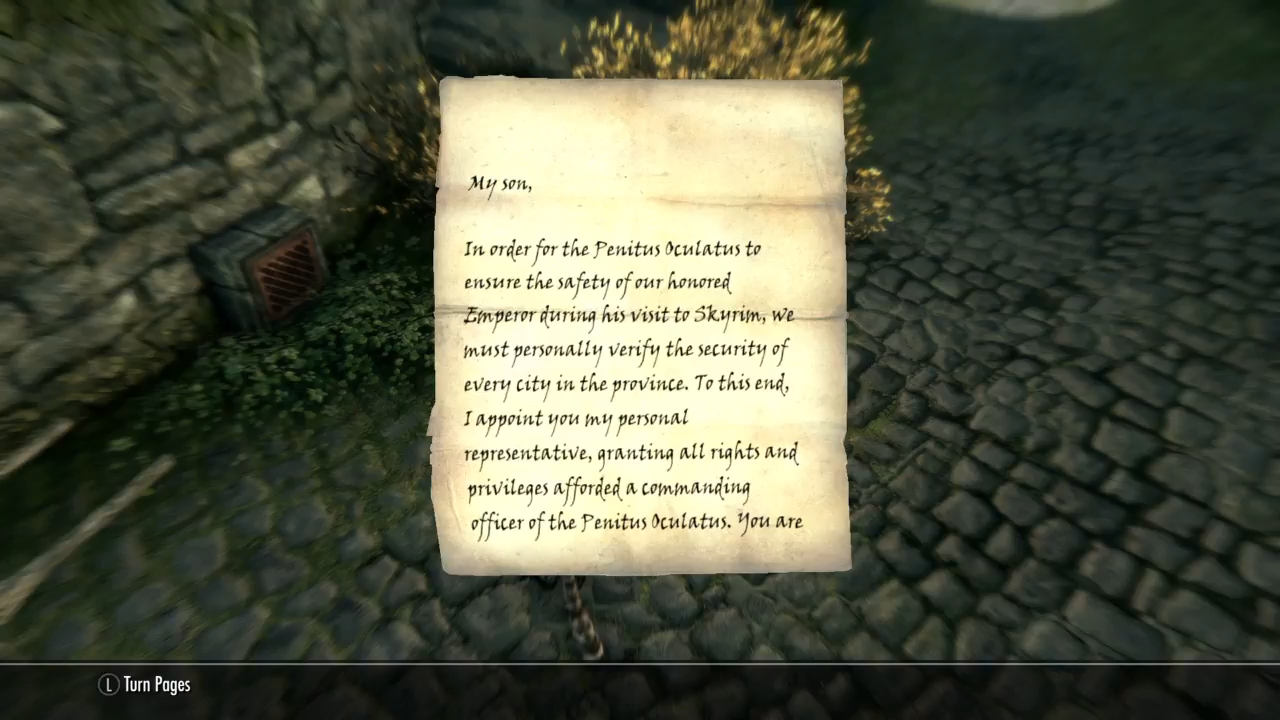 My son,
In order for the Penitus Oculatus to
ensure the safety of our honored
Emperor during his visit to Skyrim, we
must personally verify the security of
every city in the province. To this end,
I appoint you my personal
representative, granting all rights and
privileges afforded a commanding
officer of the Penitus Oculatus. You are
L Turn Pages